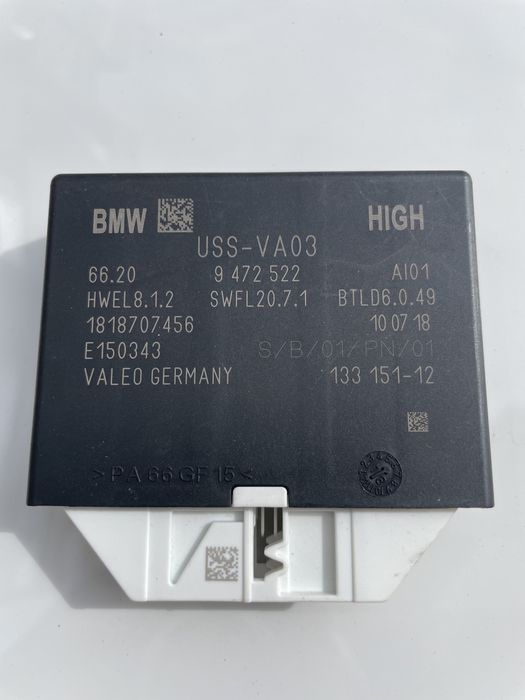 BMW HIGH
USS-VA03
66.20 9 472 522 AI01
HWEL8.1.2 SWFL20.7.1 BTLD6.0.49
1818707456 10 07 18
E150343 S/B/01/PN/01
VALEO GERMANY 133 151-12
>PA 66 GF 15<